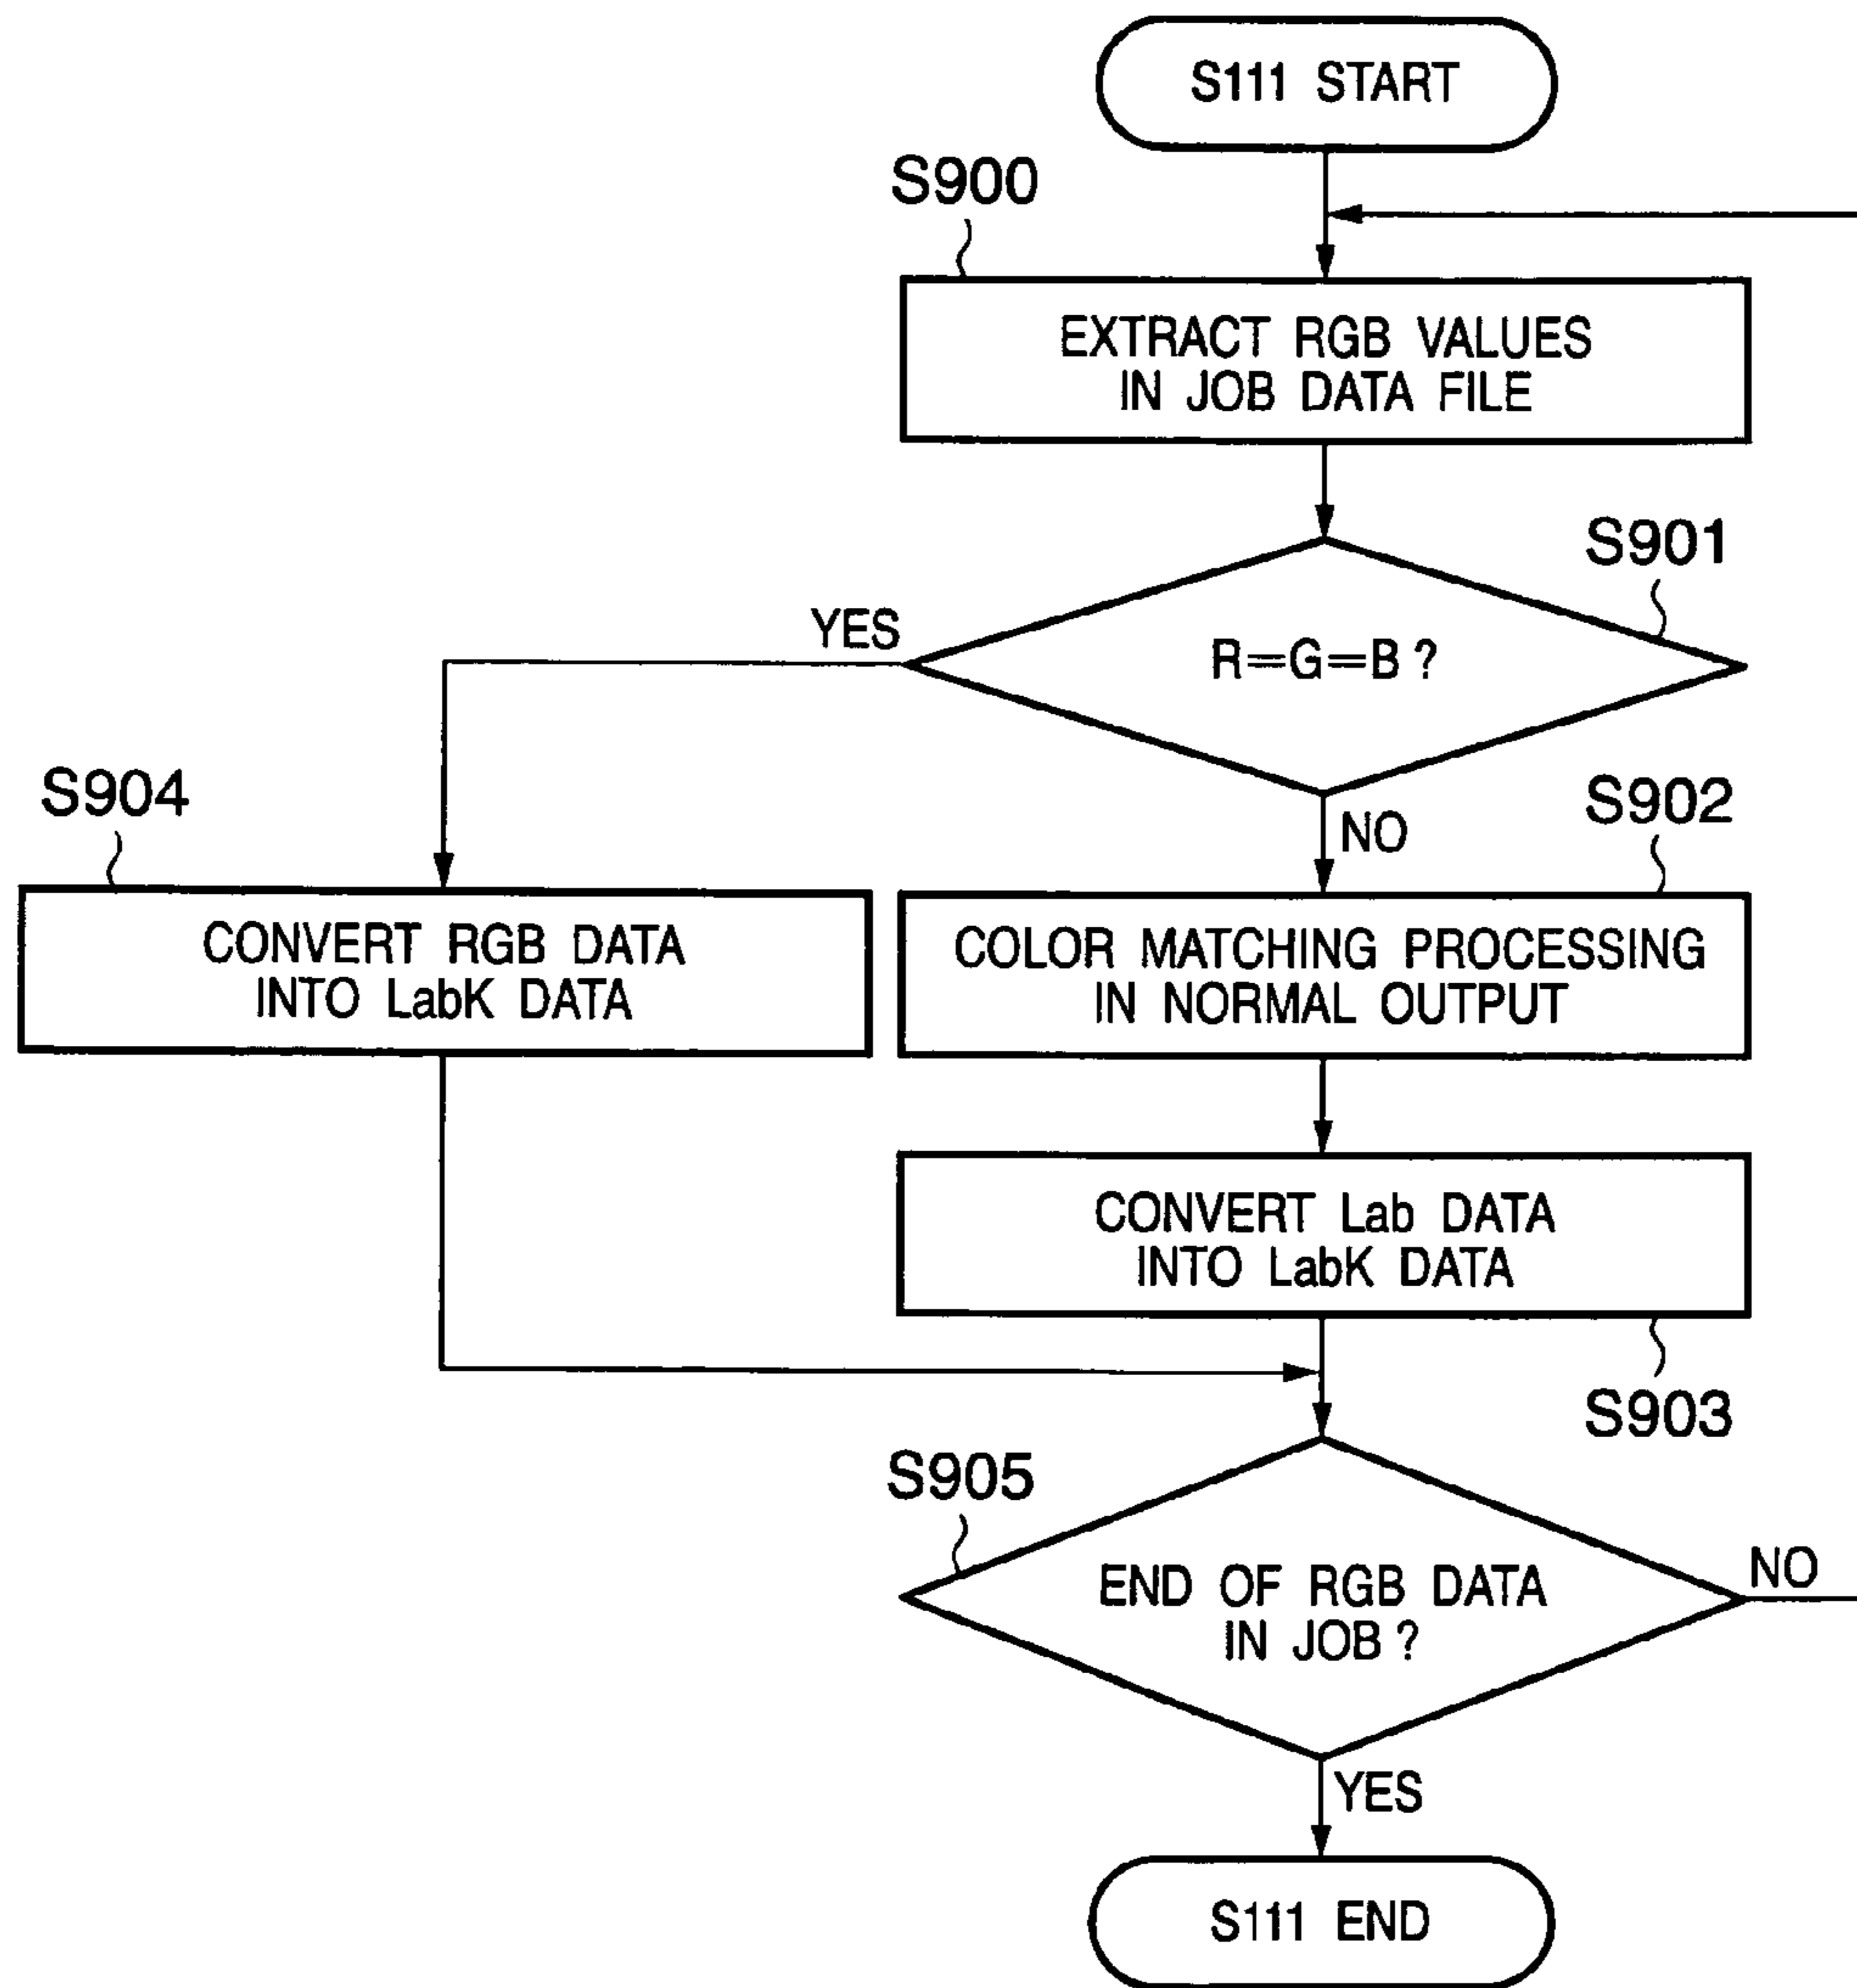 S111 START
S900
EXTRACT RGB VALUES
IN JOB DATA FILE
S901
YES
R=G=B?
S904
S902
NO
CONVERT RGB DATA
INTO LabK DATA
COLOR MATCHING PROCESSING
IN NORMAL OUTPUT
CONVERT Lab DATA
INTO LabK DATA
S903
S905
END OF RGB DATA
IN JOB?
NO
YES
S111 END